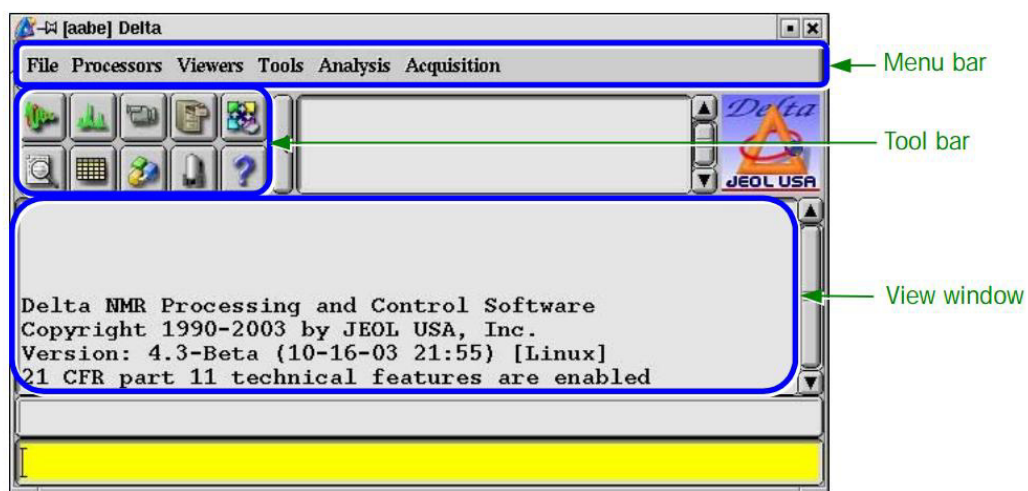 [aabe] Delta
File Processors Viewers Tools Analysis Acquisition
Menu bar
Tool bar
Delta
JEOL USA
View window
Delta NMR Processing and Control Software
Copyright 1990-2003 by JEOL USA, Inc.
Version: 4.3-Beta (10-16-03 21:55) [Linux]
21 CFR part 11 technical features are enabled